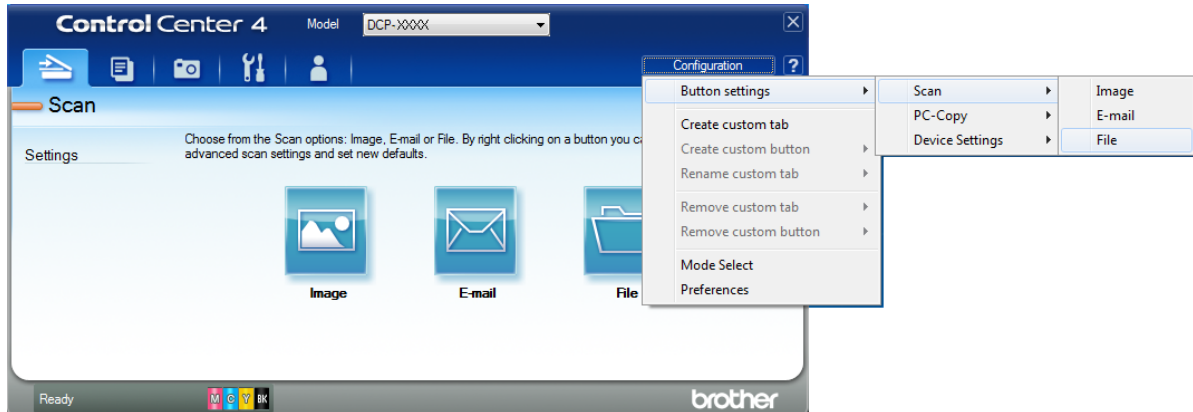 Control Center 4
Model
DCP-XXXX
Configuration
?
Scan
Settings
Choose from the Scan options: Image, E-mail or File. By right clicking on a button you ca
advanced scan settings and set new defaults.
Image
E-mail
File
Button settings
Create custom tab
Create custom button
Rename custom tab
Remove custom tab
Remove custom button
Mode Select
Preferences
Scan
PC-Copy
Device Settings
Image
E-mail
File
Ready
M C Y BK
brother